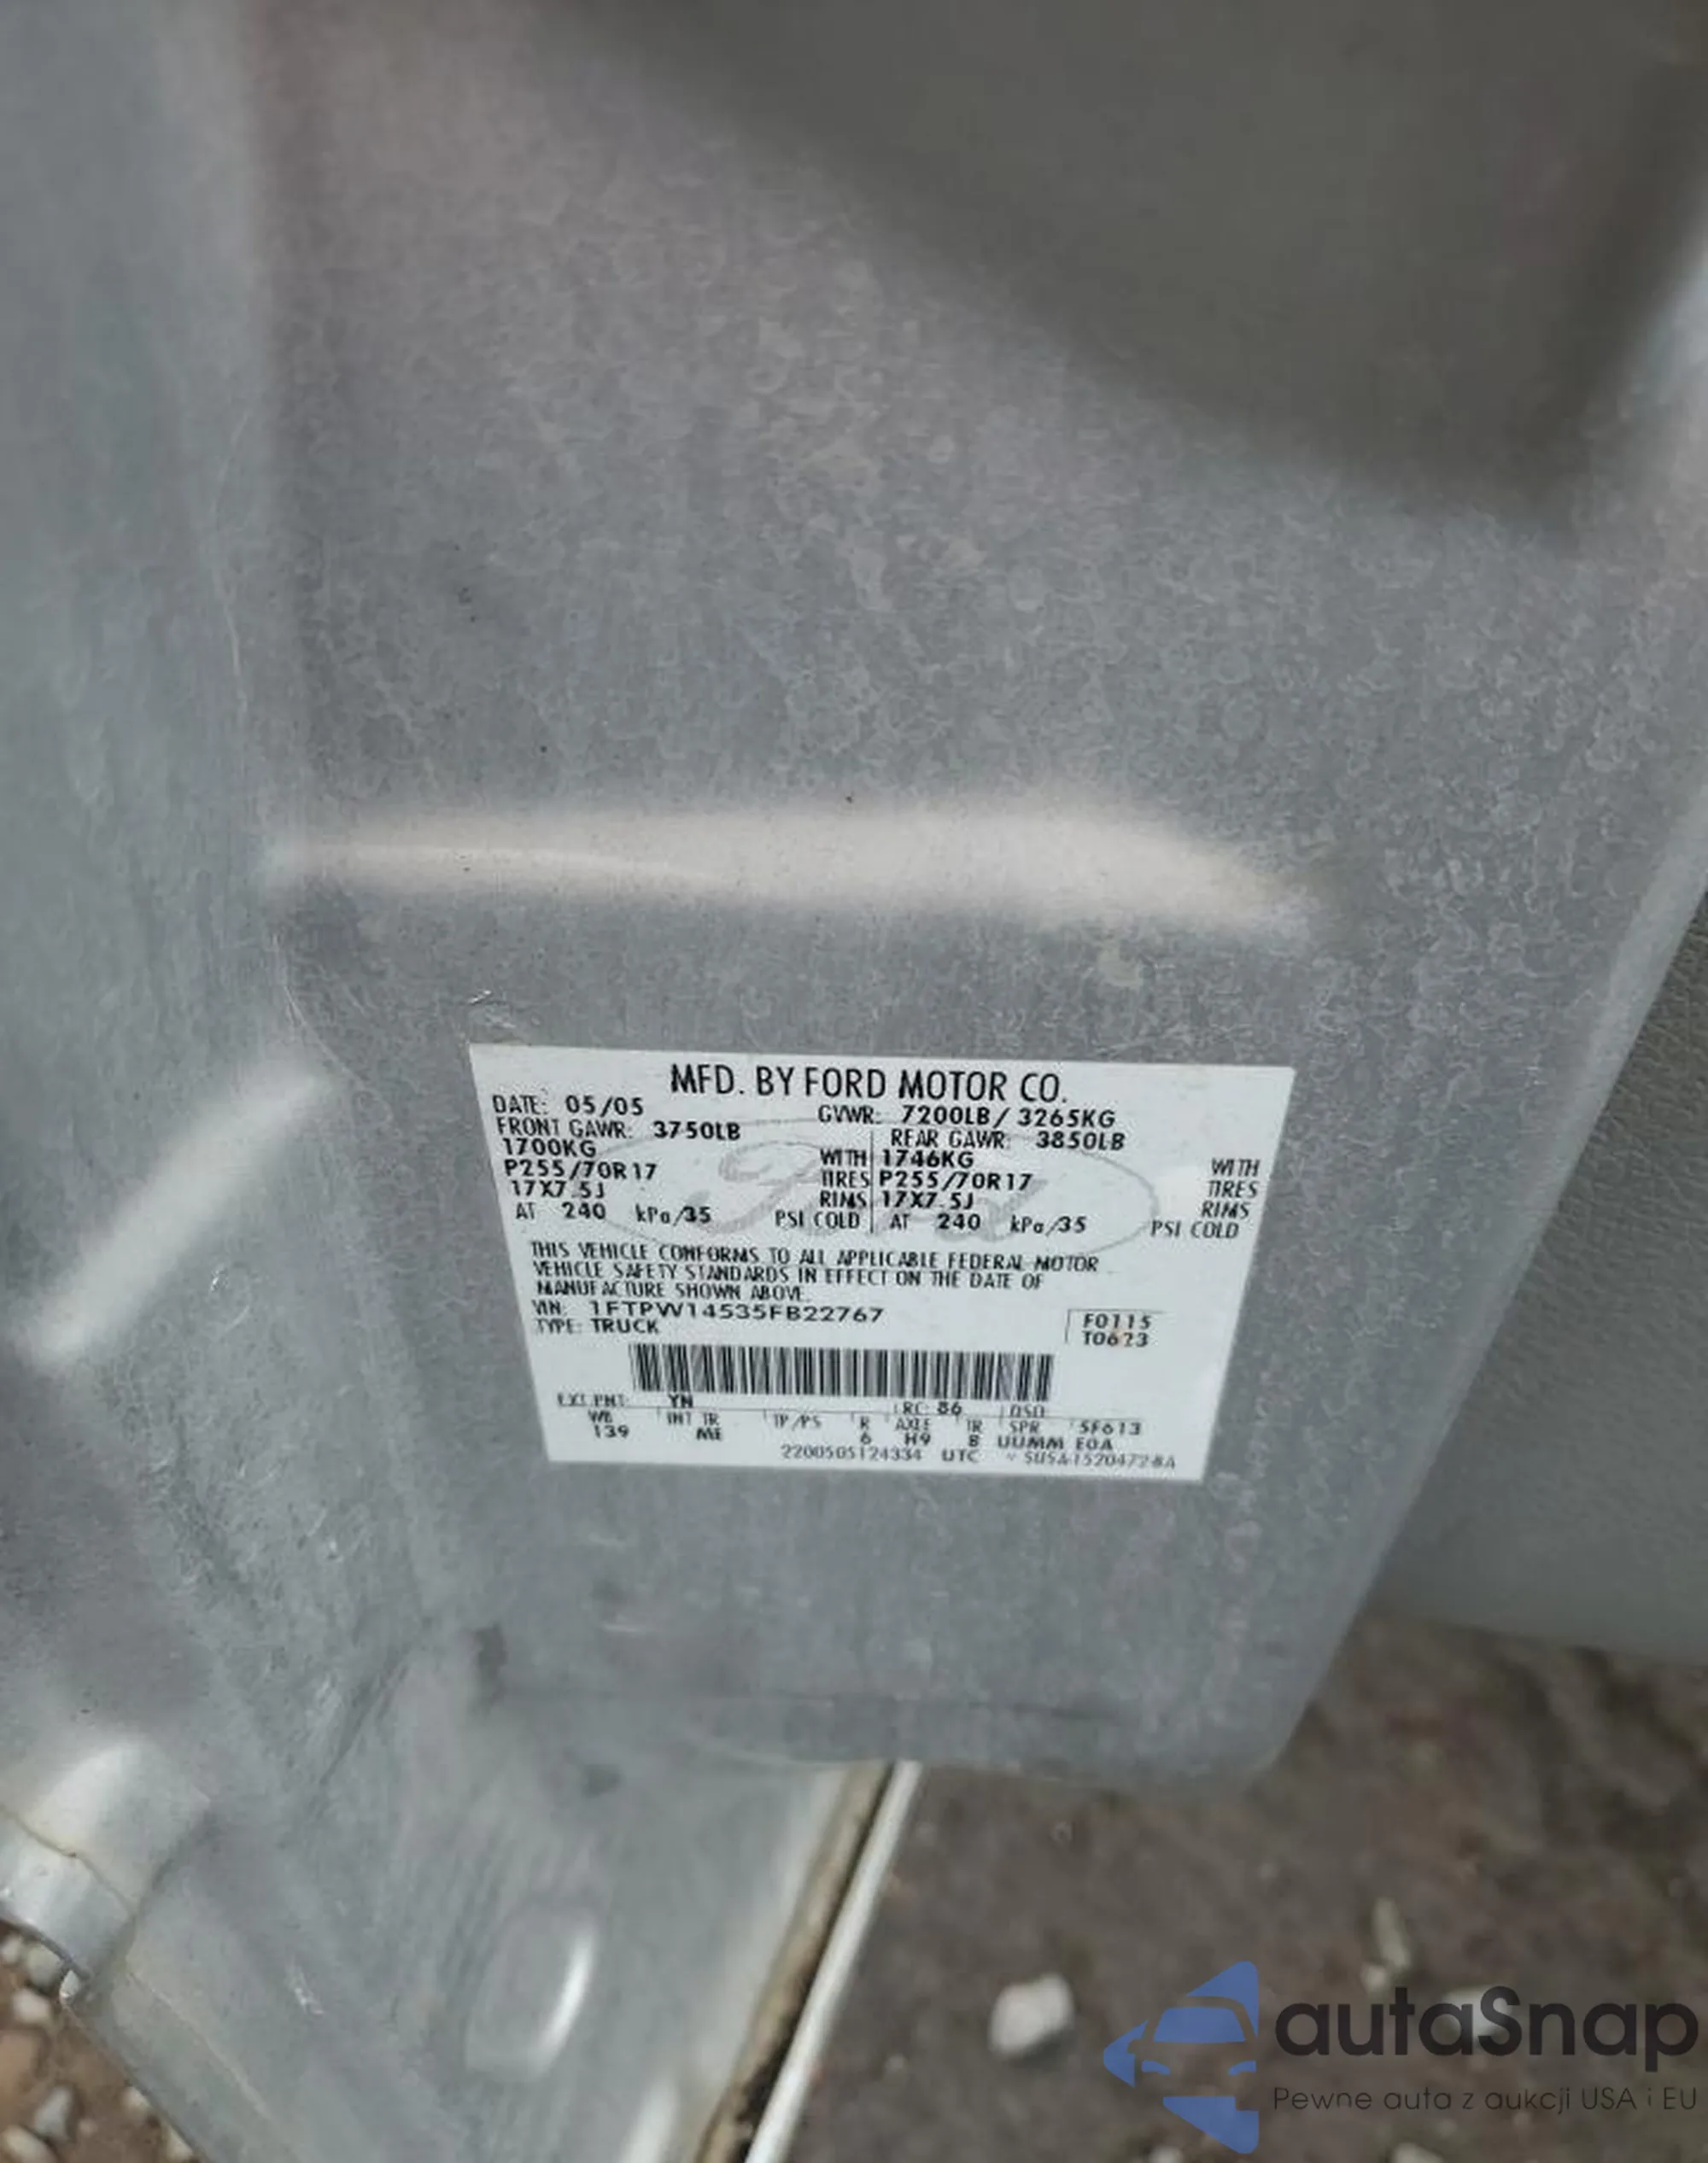 MFD. BY FORD MOTOR CO.
DATE: 05/05 GVWR: 7200LB/ 3265KG
FRONT GAWR: 3750LB REAR GAWR: 3850LB
1700KG WITH 1746KG WITH
P255/70R17 TIRES P255/70R17 TIRES
17X7.5J RIMS 17X7.5J RIMS
AT 240 kPa/35 PSI COLD AT 240 kPa/35 PSI COLD
THIS VEHICLE CONFORMS TO ALL APPLICABLE FEDERAL MOTOR
VEHICLE SAFETY STANDARDS IN EFFECT ON THE DATE OF
MANUFACTURE SHOWN ABOVE.
VIN: 1FTPW14535FB22767 F0115
TYPE: TRUCK T0623
EXT PNT: YN RC: 86 DSO
WB INT TR TP/PS R AXLE TR SPR 5F613
139 ME 6 H9 B UUMM EOA
2200505124334 UTC
autaSnap
Pewne auta z aukcji USA i EU